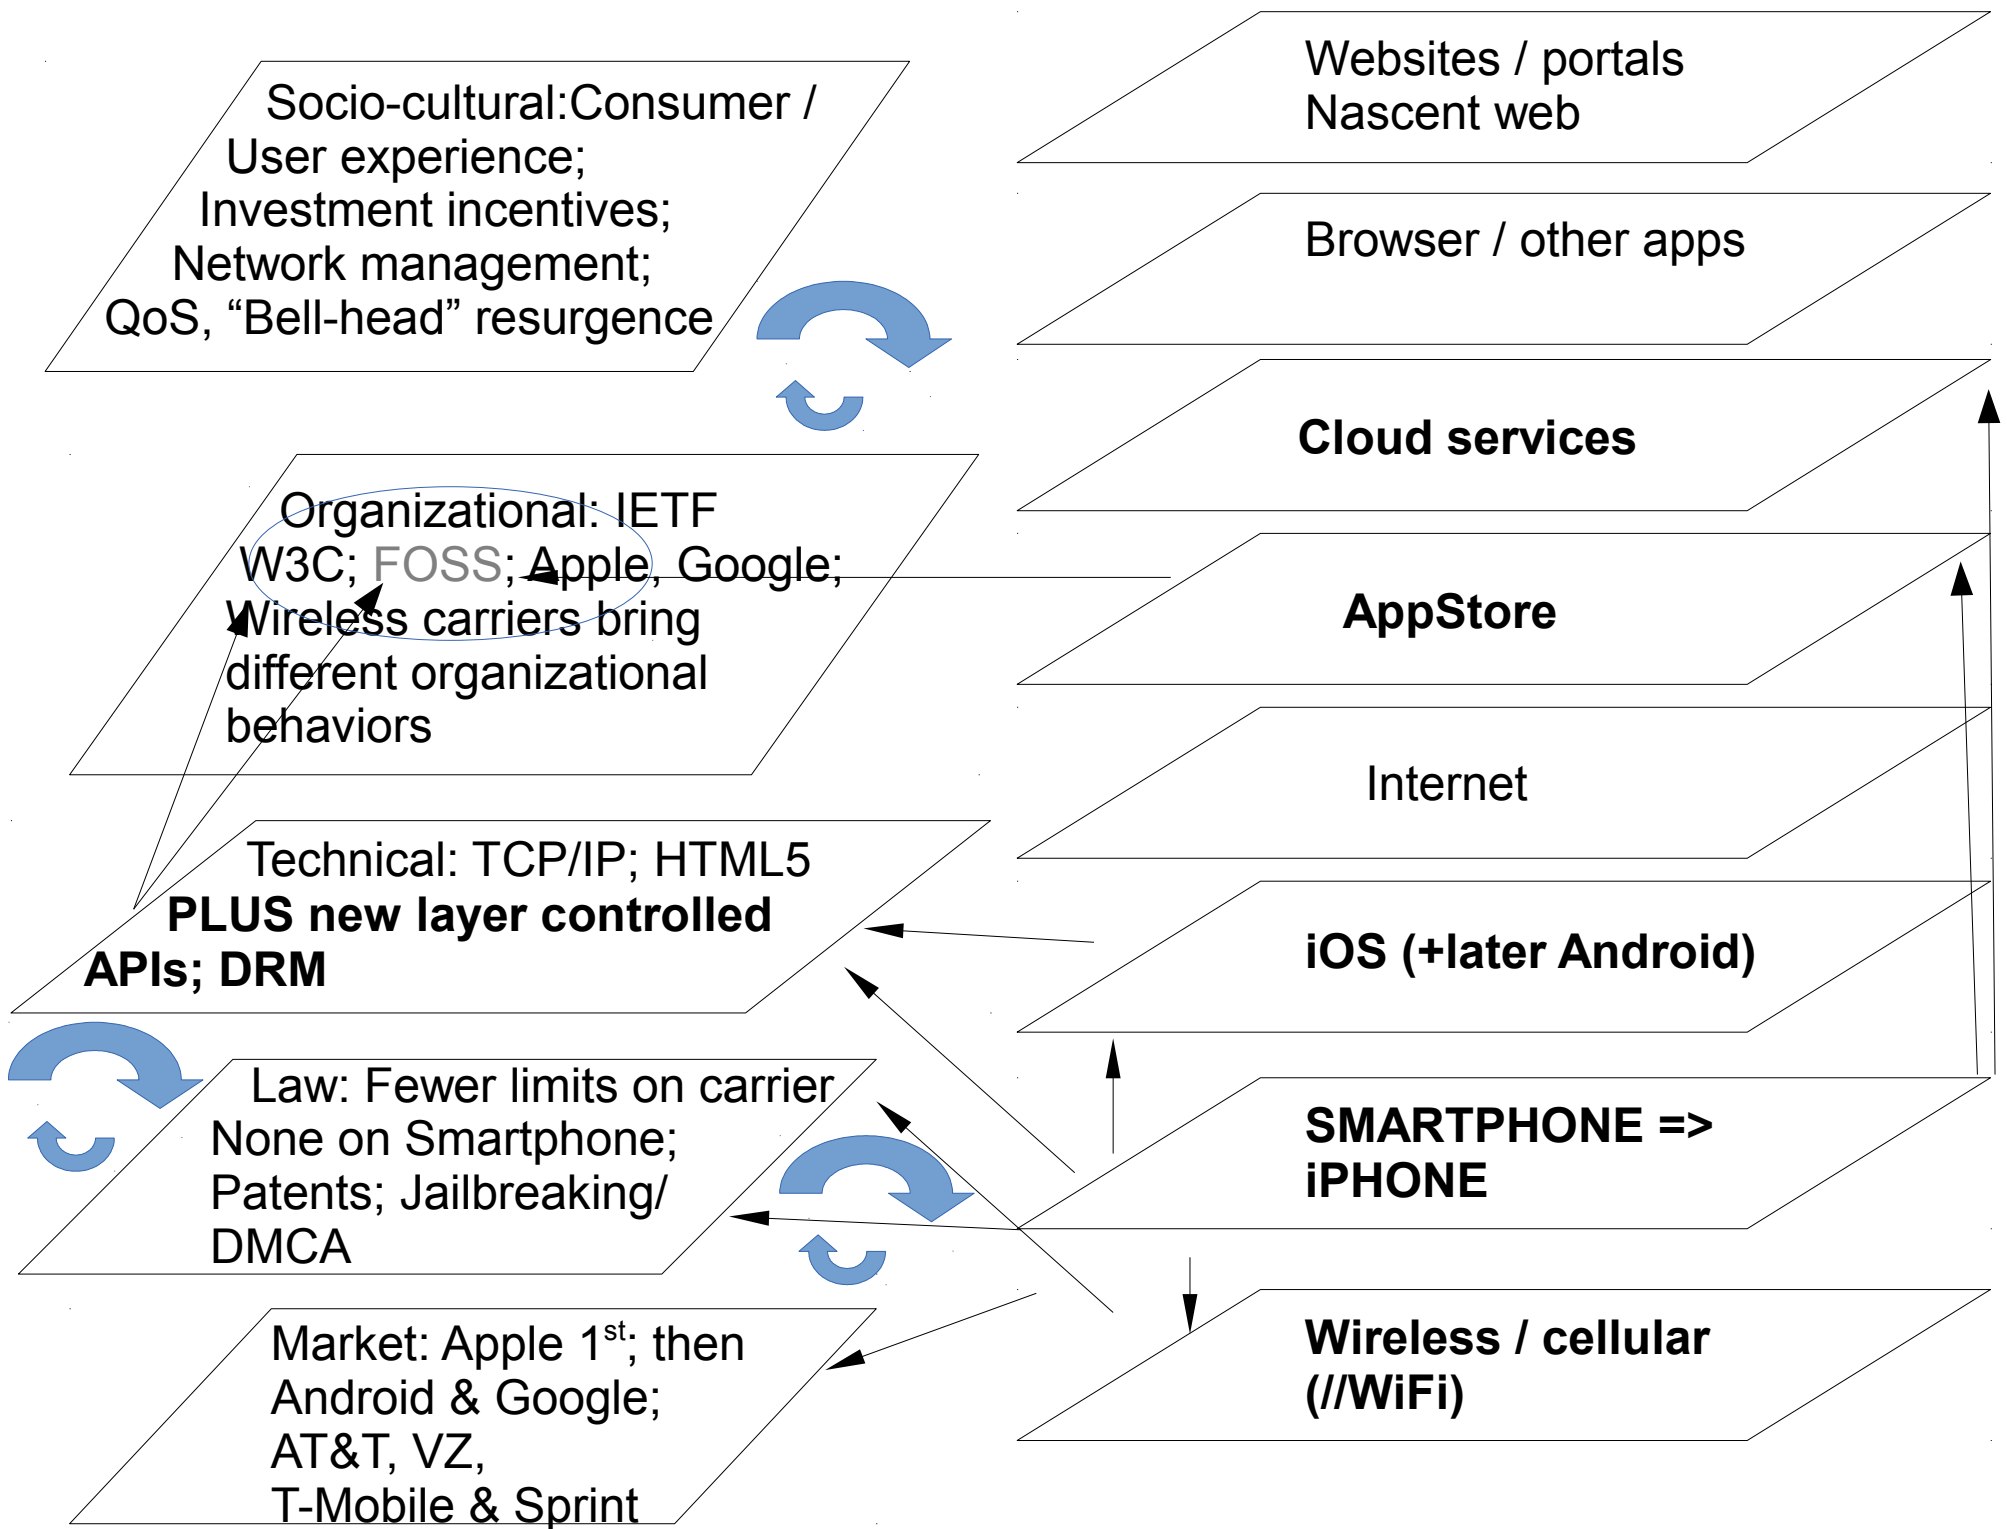 Socio-cultural:Consumer /
User experience;
Investment incentives;
Network management;
QoS, “Bell-head” resurgence
Organizational: IETF
W3C; FOSS; Apple, Google;
Wireless carriers bring
different organizational
behaviors
Technical: TCP/IP; HTML5
PLUS new layer controlled
APIs; DRM
Law: Fewer limits on carrier
None on Smartphone;
Patents; Jailbreaking/
DMCA
Market: Apple 1st; then
Android & Google;
AT&T, VZ,
T-Mobile & Sprint
Websites / portals
Nascent web
Browser / other apps
Cloud services
AppStore
Internet
iOS (+later Android)
SMARTPHONE =>
iPHONE
Wireless / cellular
(//WiFi)